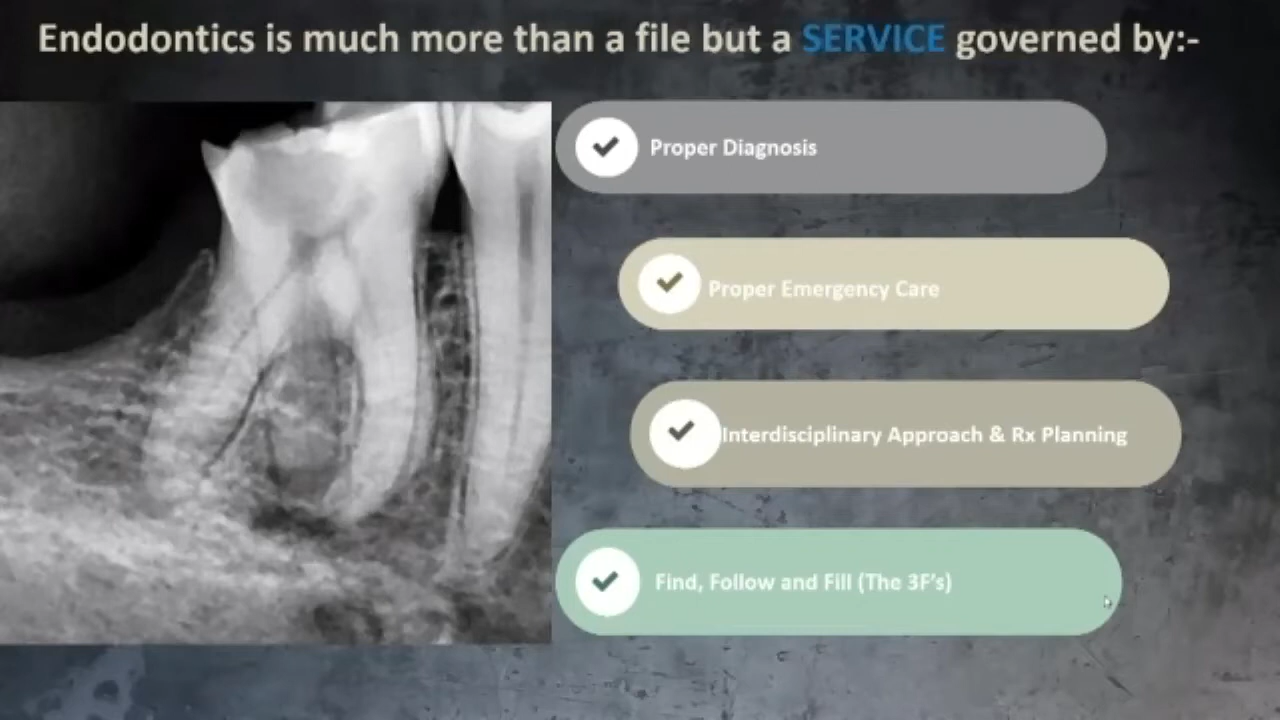 Endodontics is much more than a file but a SERVICE governed by:-
Proper Diagnosis
Proper Emergency Care
Interdisciplinary Approach & Rx Planning
Find, Follow and Fill (The 3F's)